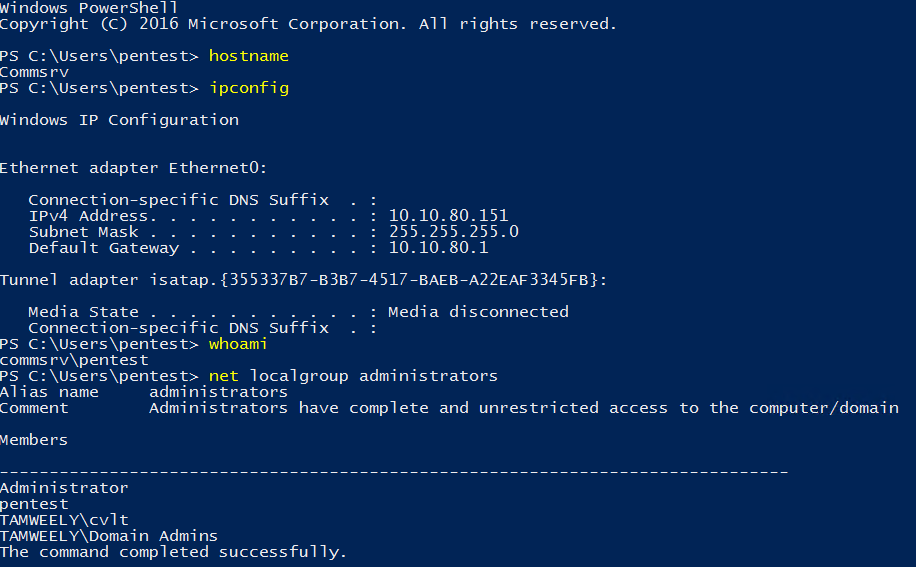 Windows PowerShell
Copyright (C) 2016 Microsoft Corporation. All rights reserved.
PS C:\Users\pentest> hostname
Commsrv
PS C:\Users\pentest> ipconfig
Windows IP Configuration
Ethernet adapter Ethernet0:
   Connection-specific DNS Suffix  . :
   IPv4 Address. . . . . . . . . . . : 10.10.80.151
   Subnet Mask . . . . . . . . . . . : 255.255.255.0
   Default Gateway . . . . . . . . . : 10.10.80.1
Tunnel adapter isatap.{355337B7-B3B7-4517-BAEB-A22EAF3345FB}:
   Media State . . . . . . . . . . . : Media disconnected
   Connection-specific DNS Suffix  . :
PS C:\Users\pentest> whoami
commsrv\pentest
PS C:\Users\pentest> net localgroup administrators
Alias name     administrators
Comment        Administrators have complete and unrestricted access to the computer/domain
Members
-------------------------------------------------------------------------------
Administrator
pentest
TAMWEELY\cvlt
TAMWEELY\Domain Admins
The command completed successfully.